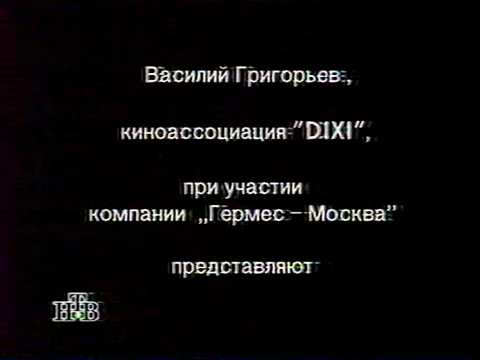 Василий Григорьев,
киноассоциация "DIXI",
при участии
компании „Гермес – Москва"
представляют
НТВ